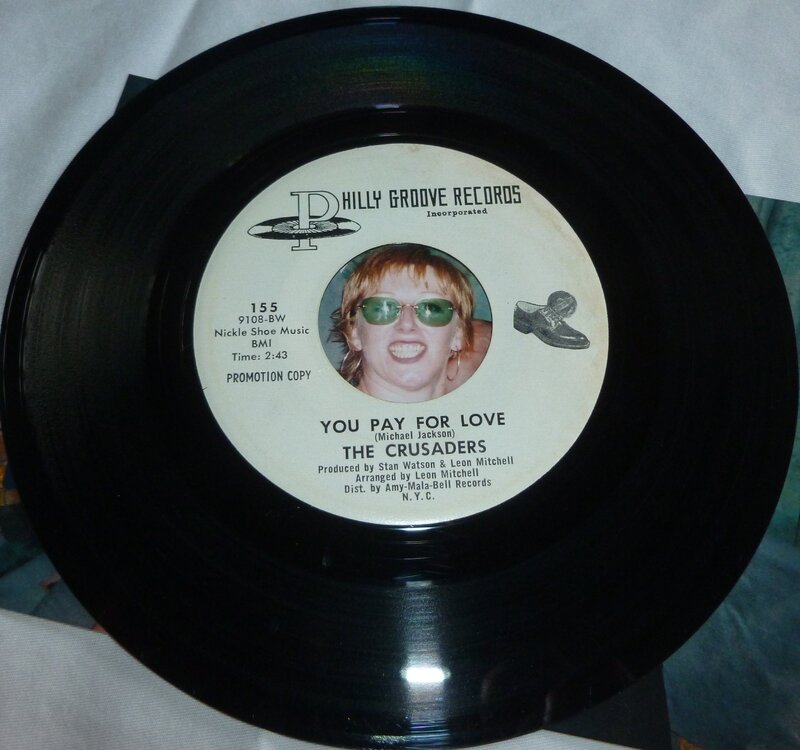 PHILLY GROOVE RECORDS
Incorporated
155
9108-BW
Nickle Shoe Music
BMI
Time: 2:43
PROMOTION COPY
YOU PAY FOR LOVE
(Michael Jackson)
THE CRUSADERS
Produced by Stan Watson & Leon Mitchell
Arranged by Leon Mitchell
Dist. by Amy-Mala-Bell Records
N.Y.C.